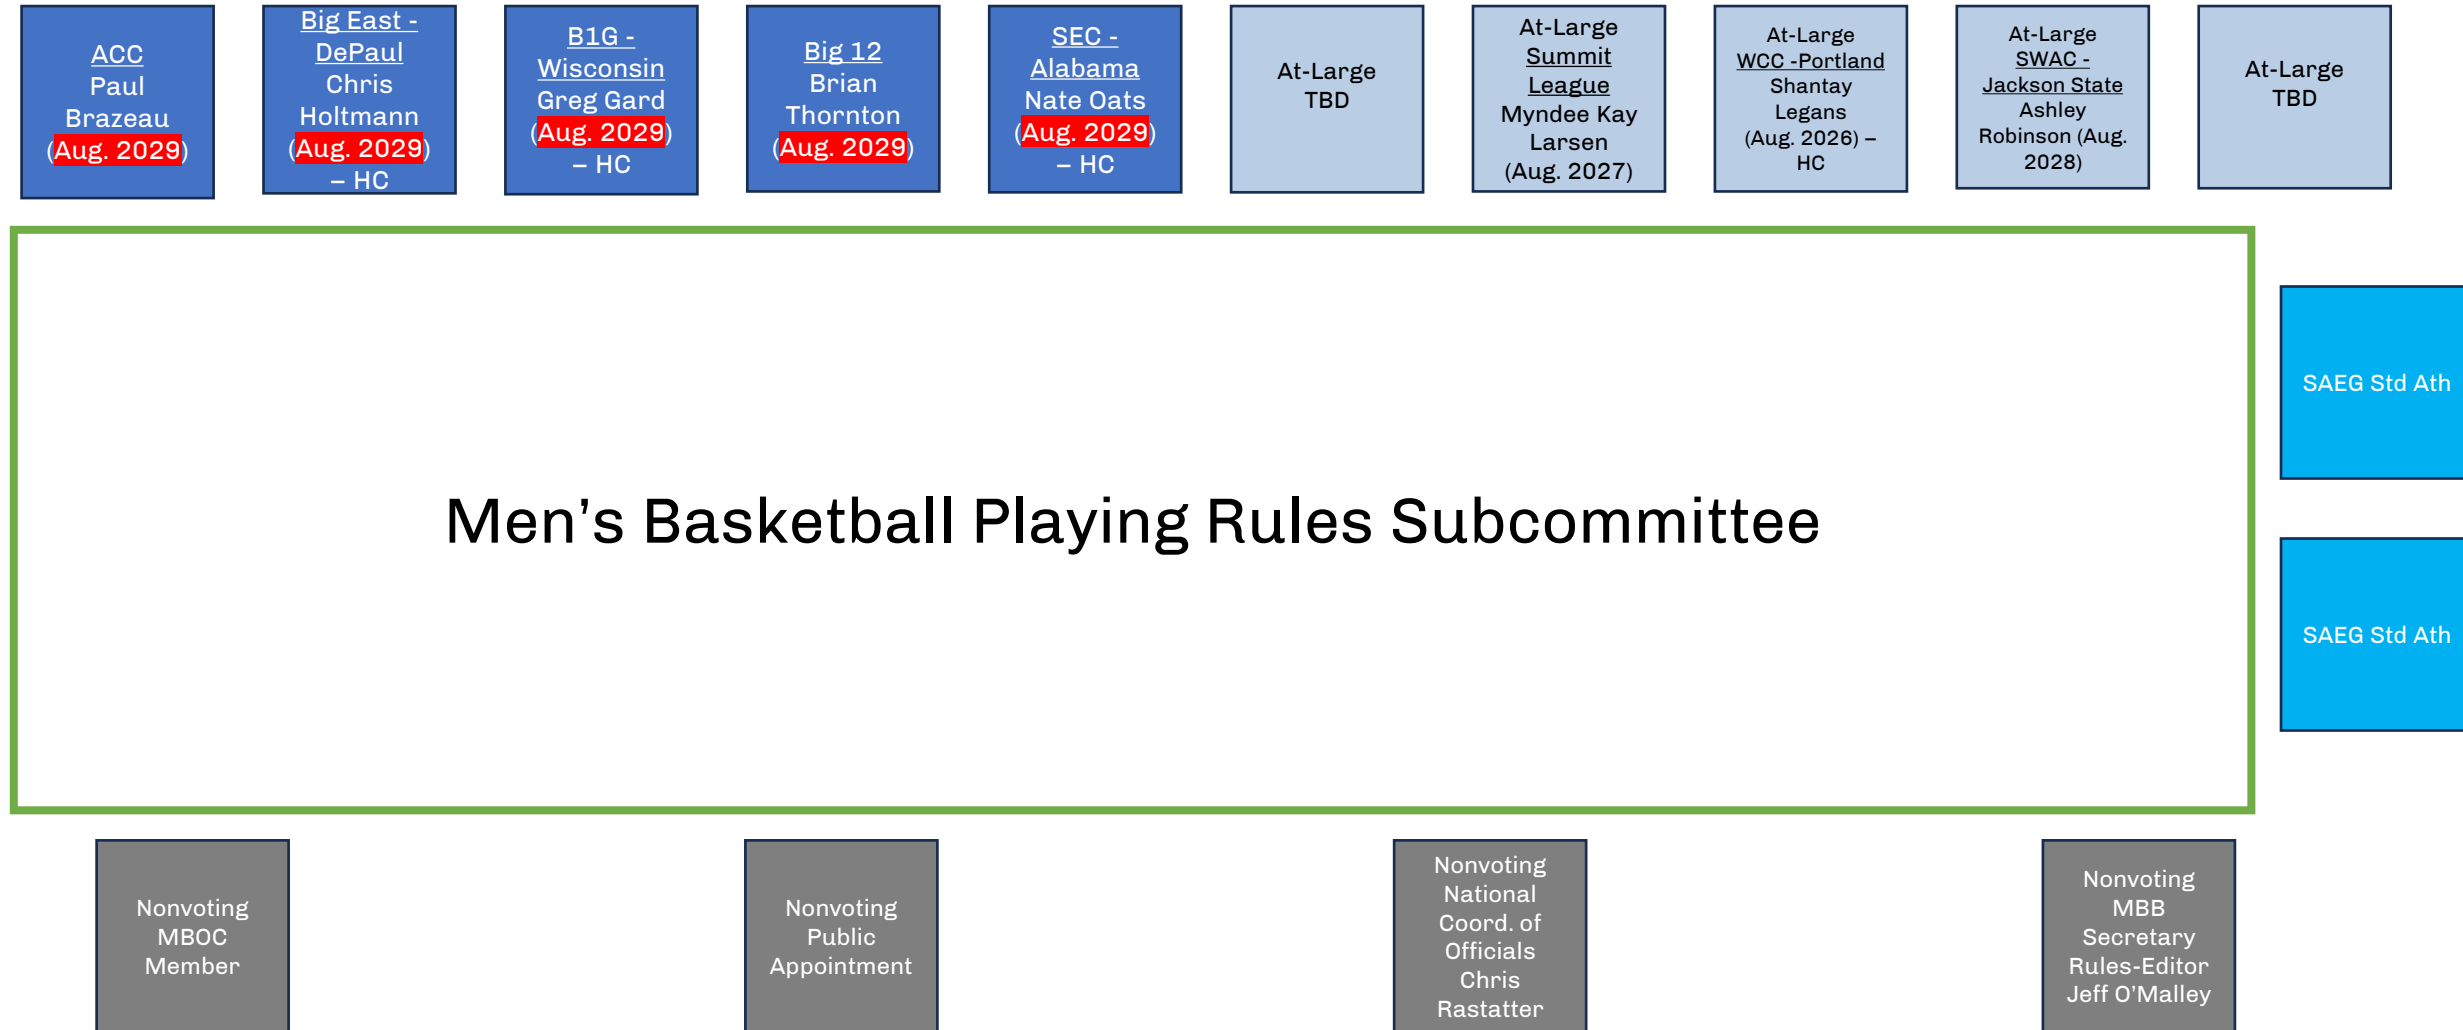 ACC
Paul
Brazeau
(Aug. 2029)
Big East -
DePaul
Chris
Holtmann
(Aug. 2029)
– HC
B1G -
Wisconsin
Greg Gard
(Aug. 2029)
– HC
Big 12
Brian
Thornton
(Aug. 2029)
SEC -
Alabama
Nate Oats
(Aug. 2029)
– HC
At-Large
TBD
At-Large
Summit
League
Myndee Kay
Larsen
(Aug. 2027)
At-Large
WCC -Portland
Shantay
Legans
(Aug. 2026) –
HC
At-Large
SWAC -
Jackson State
Ashley
Robinson (Aug.
2028)
At-Large
TBD
SAEG Std Ath
Men’s Basketball Playing Rules Subcommittee
SAEG Std Ath
Nonvoting
MBOC
Member
Nonvoting
Public
Appointment
Nonvoting
National
Coord. of
Officials
Chris
Rastatter
Nonvoting
MBB
Secretary
Rules-Editor
Jeff O’Malley